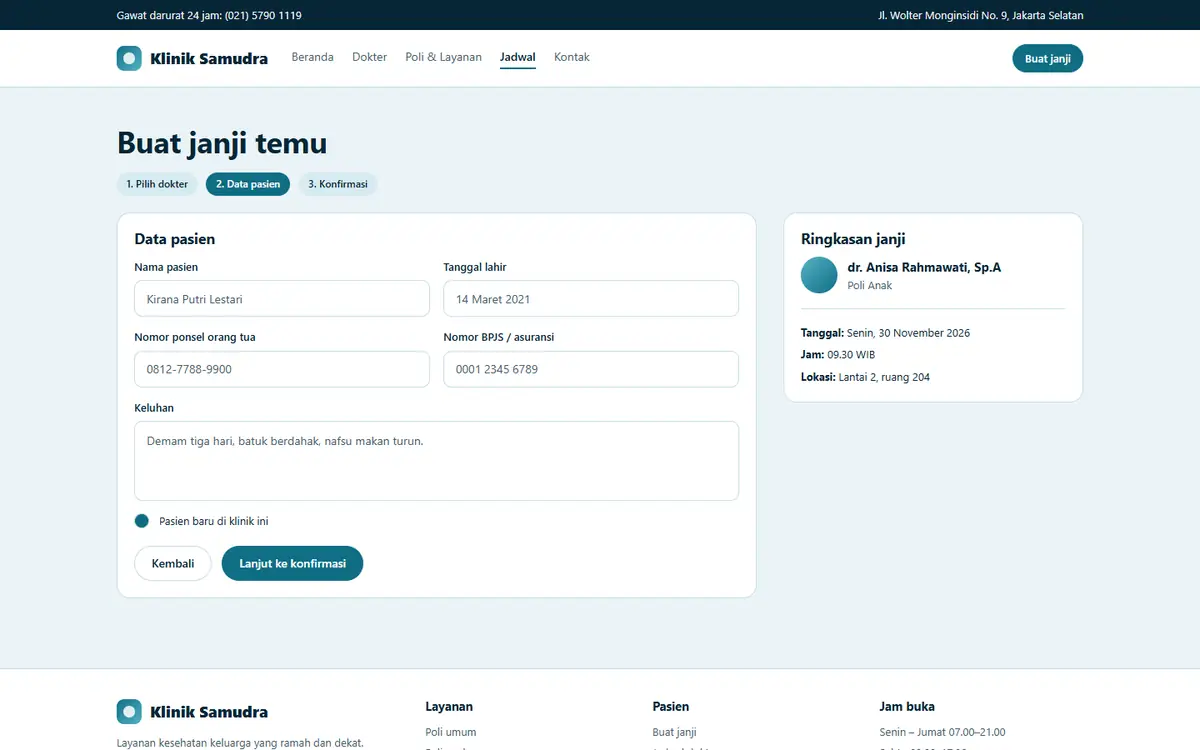 Gawat darurat 24 jam: (021) 5790 1119
Jl. Wolter Monginsidi No. 9, Jakarta Selatan
Klinik Samudra
Beranda
Dokter
Poli & Layanan
Jadwal
Kontak
Buat janji
Buat janji temu
1. Pilih dokter
2. Data pasien
3. Konfirmasi
Data pasien
Nama pasien
Kirana Putri Lestari
Tanggal lahir
14 Maret 2021
Nomor ponsel orang tua
0812-7788-9900
Nomor BPJS / asuransi
0001 2345 6789
Keluhan
Demam tiga hari, batuk berdahak, nafsu makan turun.
Pasien baru di klinik ini
Kembali
Lanjut ke konfirmasi
Ringkasan janji
dr. Anisa Rahmawati, Sp.A
Poli Anak
Tanggal: Senin, 30 November 2026
Jam: 09.30 WIB
Lokasi: Lantai 2, ruang 204
Klinik Samudra
Layanan kesehatan keluarga yang ramah dan dekat.
Layanan
Poli umum
Pasien
Buat janji
Jam buka
Senin – Jumat 07.00–21.00